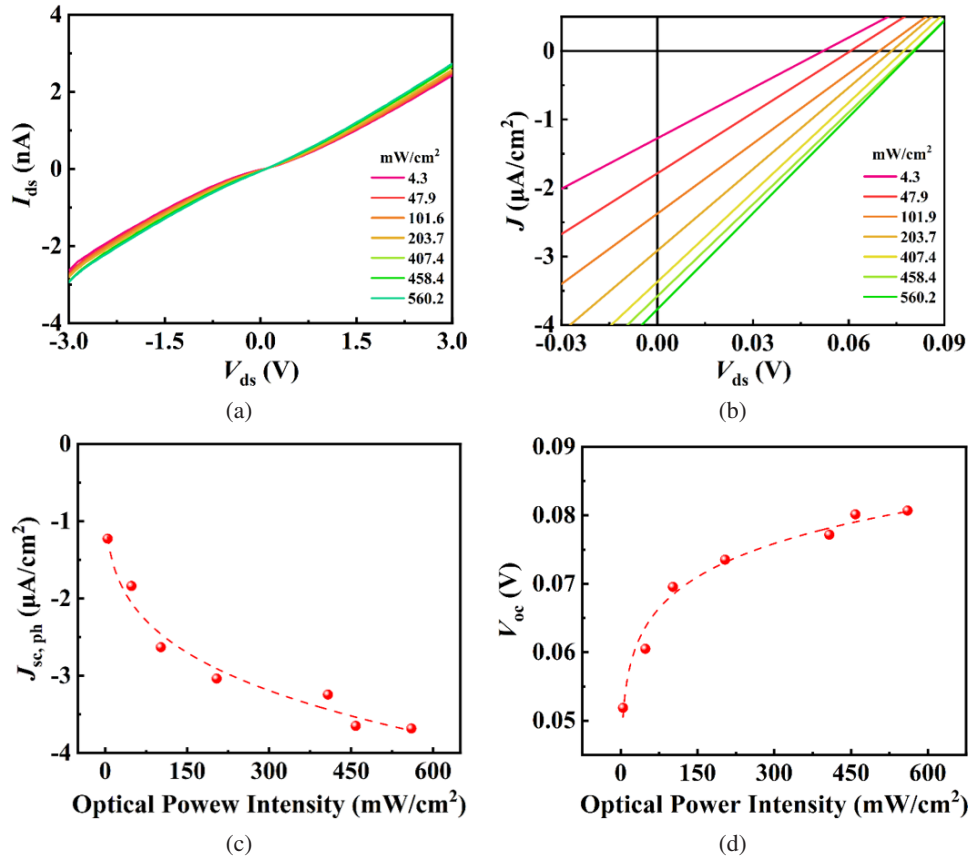 4
2
0
-2
-4
I_ds (nA)
mW/cm²
4.3
47.9
101.6
203.7
407.4
458.4
560.2
-3.0 -1.5 0.0 1.5 3.0
V_ds (V)
(a)
0
-1
-2
-3
-4
J (μA/cm²)
mW/cm²
4.3
47.9
101.9
203.7
407.4
458.4
560.2
-0.03 0.00 0.03 0.06 0.09
V_ds (V)
(b)
0
-1
-2
-3
-4
J_sc, ph (μA/cm²)
0 150 300 450 600
Optical Powew Intensity (mW/cm²)
(c)
0.09
0.08
0.07
0.06
0.05
V_oc (V)
0 150 300 450 600
Optical Power Intensity (mW/cm²)
(d)